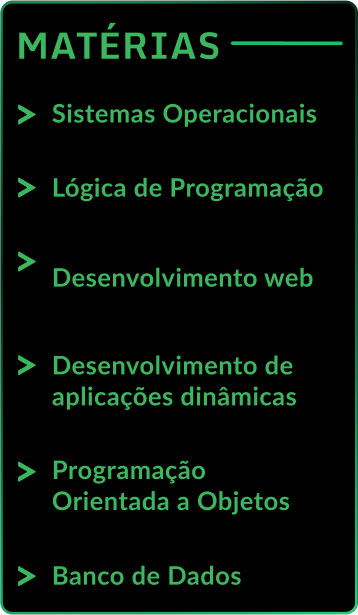 MATÉRIAS
> Sistemas Operacionais
> Lógica de Programação
> Desenvolvimento web
> Desenvolvimento de
aplicações dinâmicas
> Programação
Orientada a Objetos
> Banco de Dados